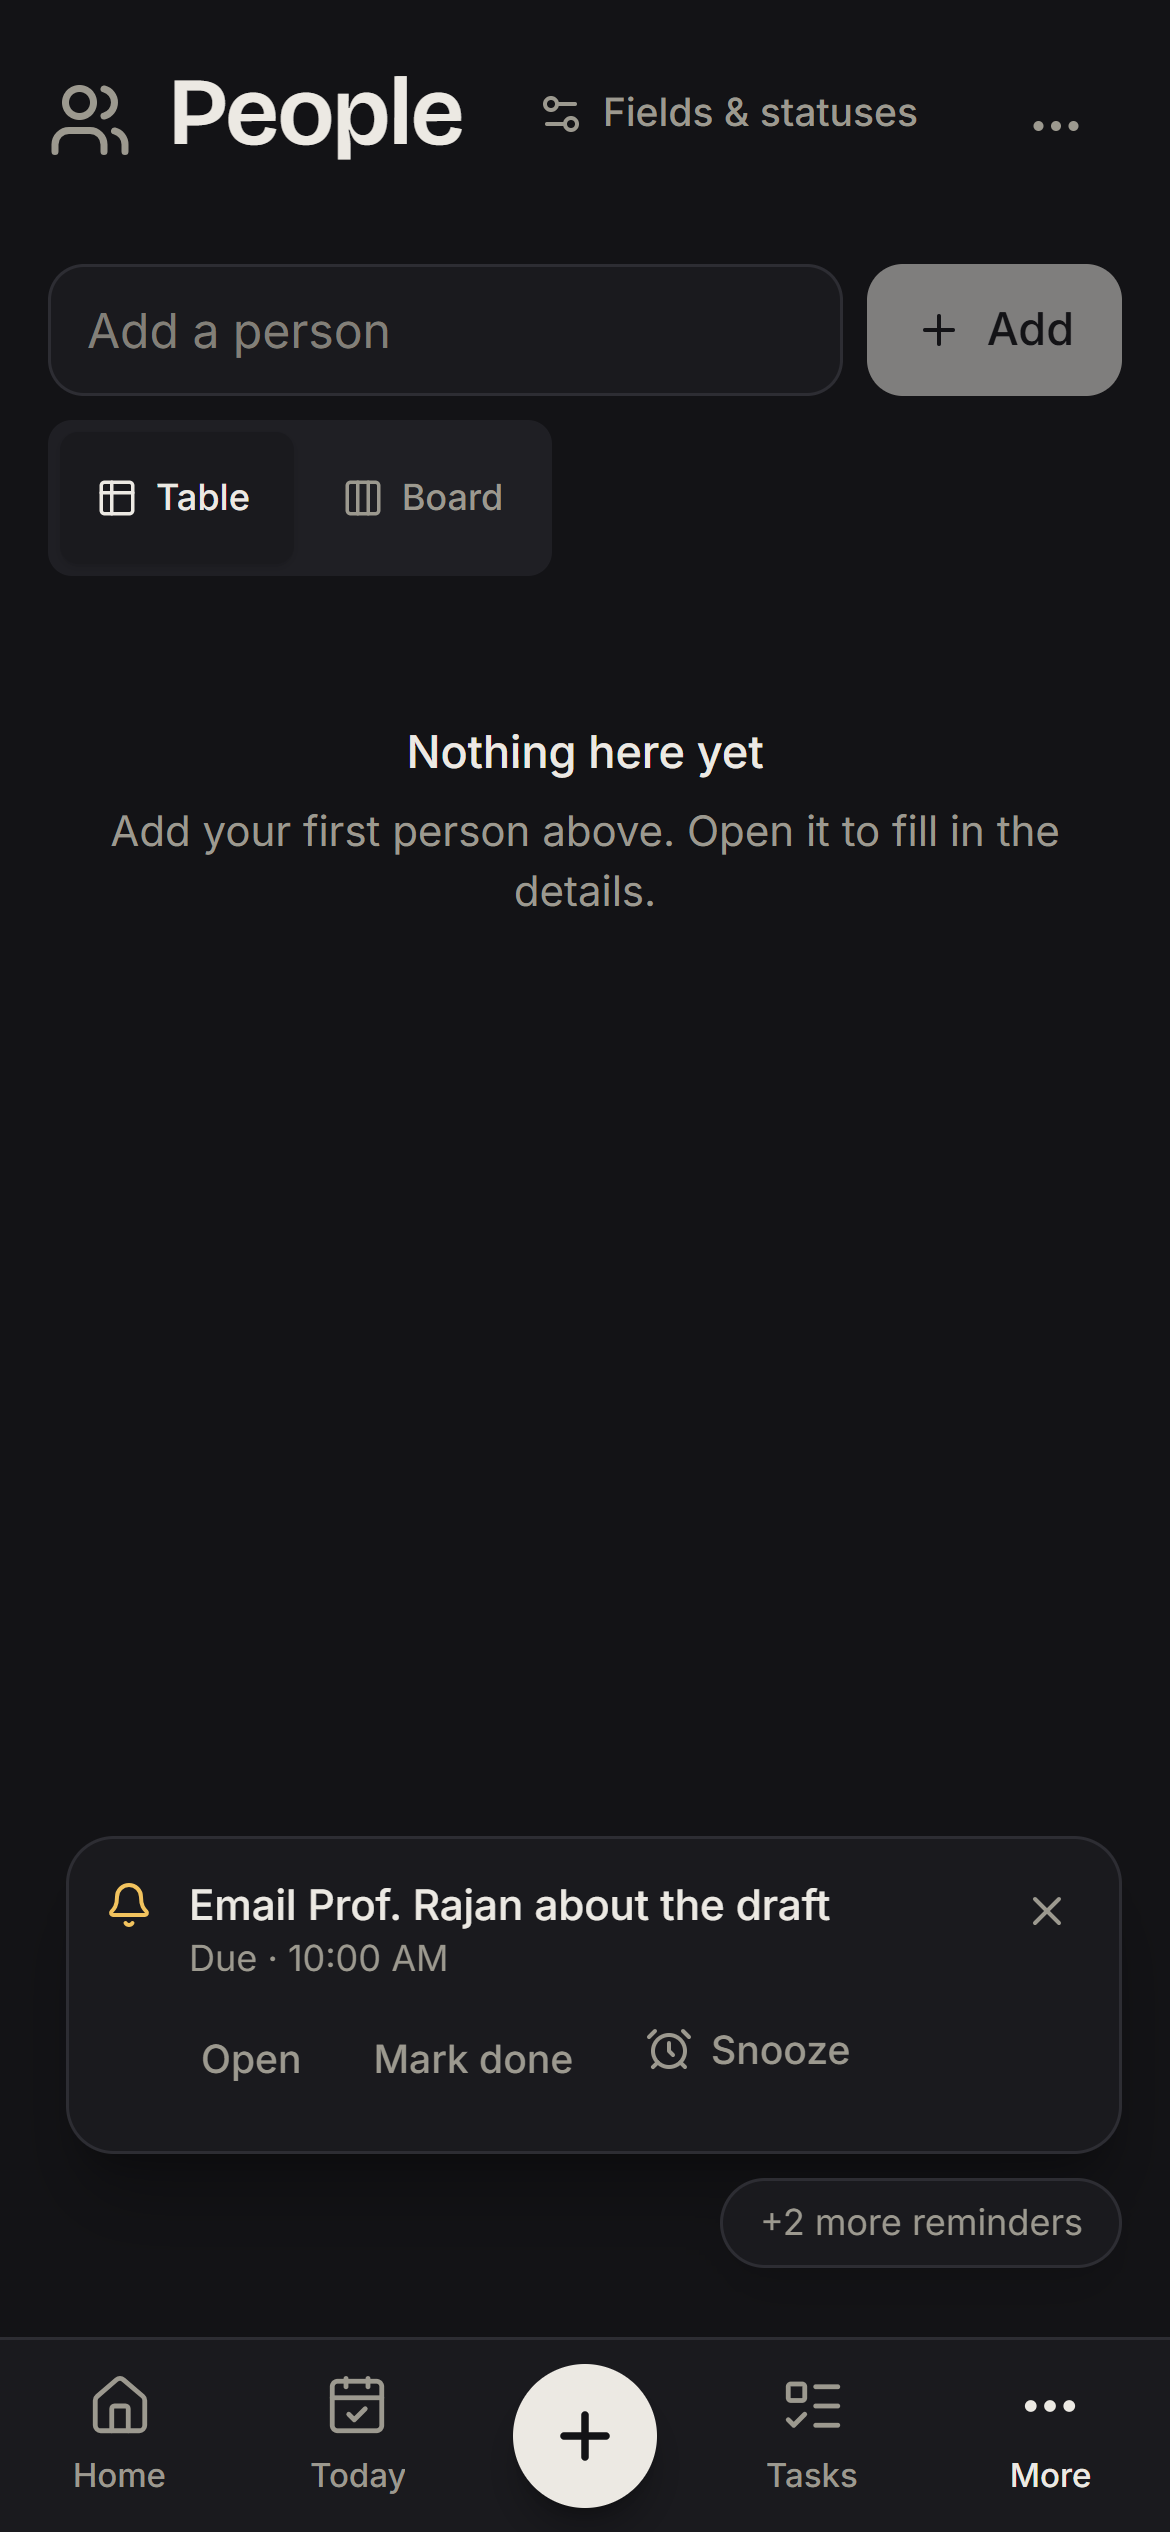 People
Fields & statuses
Add a person
Add
Table
Board
Nothing here yet
Add your first person above. Open it to fill in the
details.
Email Prof. Rajan about the draft
Due · 10:00 AM
Open
Mark done
Snooze
+2 more reminders
Home
Today
Tasks
More